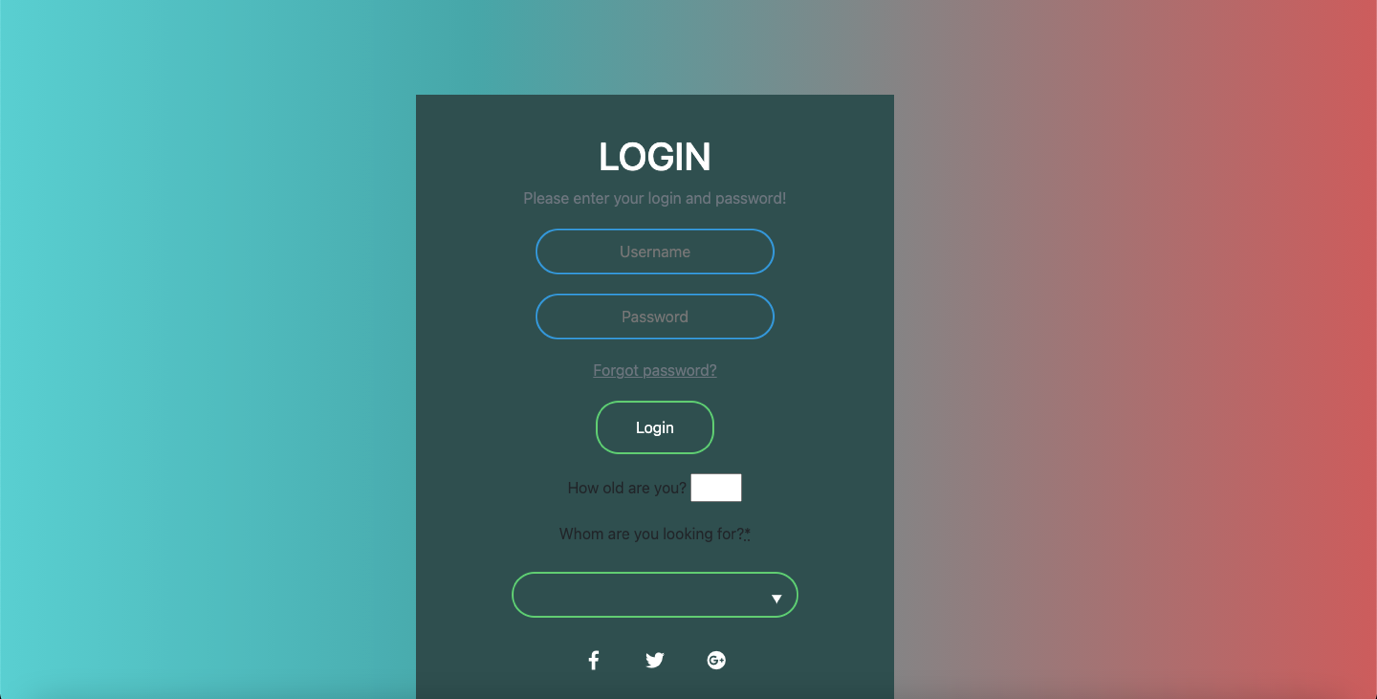 LOGIN
Please enter your login and password!
Username
Password
Forgot password?
Login
How old are you?
Whom are you looking for?*